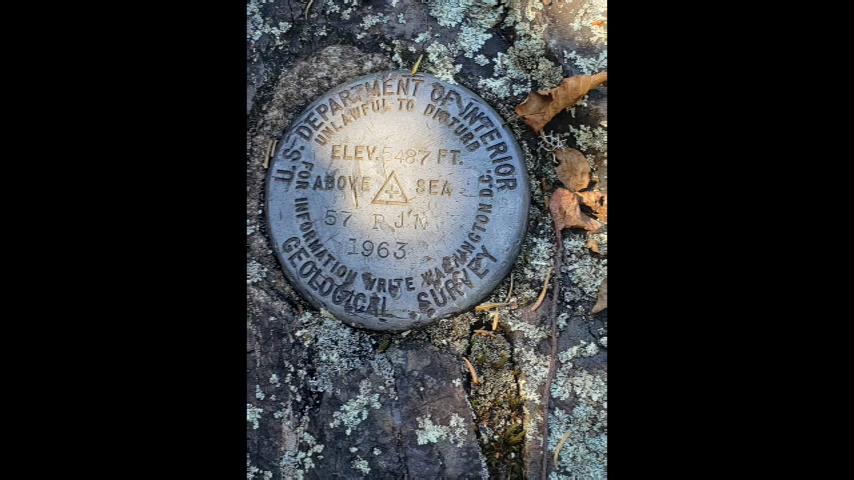 U.S. DEPARTMENT OF INTERIOR
UNLAWFUL TO DISTURB
ELEV. 5487 FT.
ABOVE SEA
57 RJN
1963
FOR INFORMATION WRITE WASHINGTON D.C.
GEOLOGICAL SURVEY